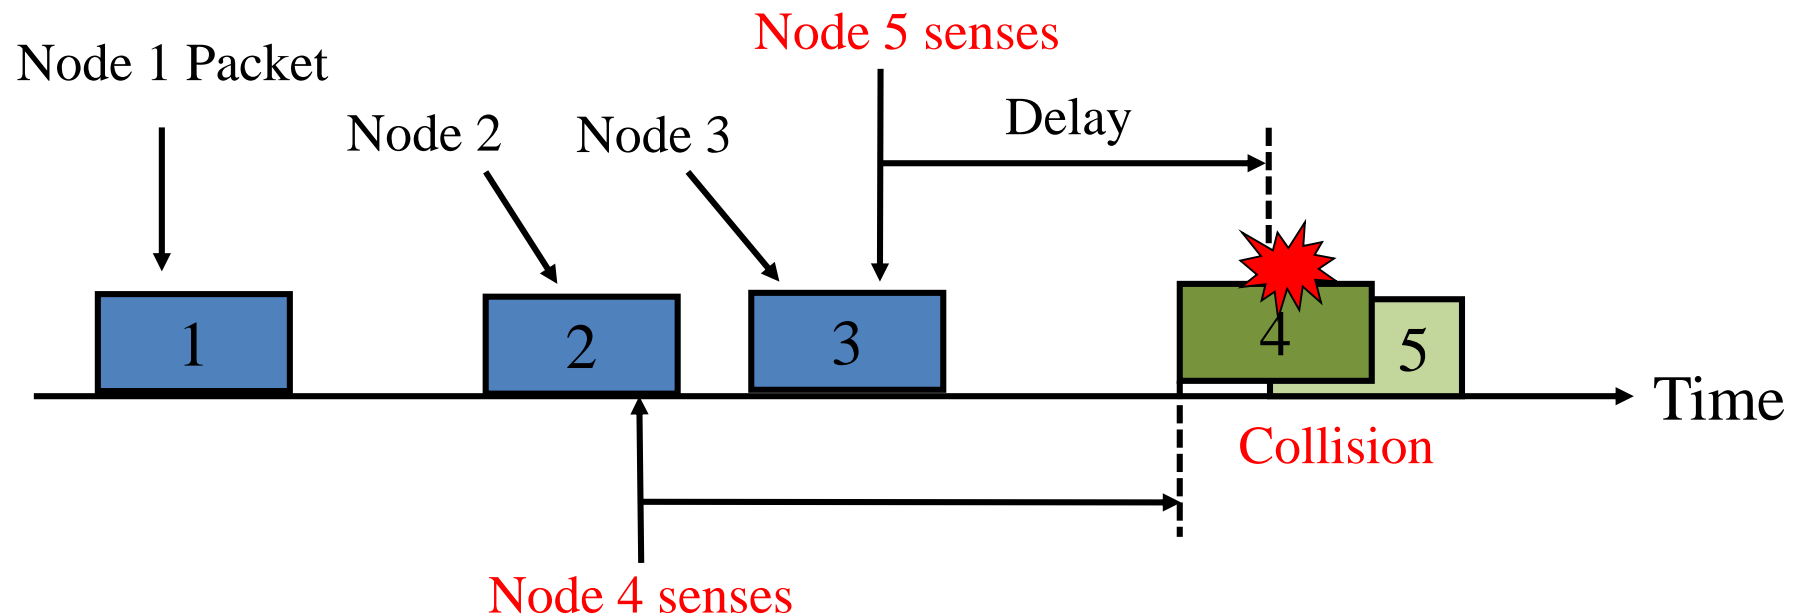 Node 5 senses
Node 1 Packet
Delay
Node 2
Node 3
1
2
3
4
5
Time
Collision
Node 4 senses